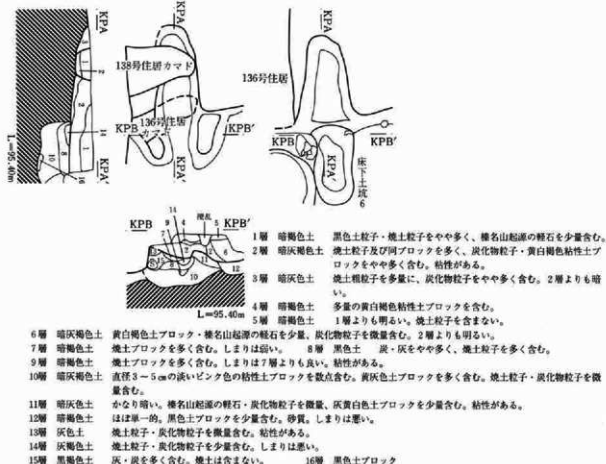 KPA
KPA
KPA
138号住居カマド
136号住居
136号住居
カマド
KPB
KPB'
KPB
KPB'
KPA'
KPA'
KPA'
床下土坑6
L=95.40m
KPB
KPB'
撹乱
L=95.40m
1層 暗褐色土 黒色土粒子・焼土粒子をやや多く、榛名山起源の軽石を少量含む。
2層 暗灰褐色土 焼土粒子及び同ブロックを多く、炭化物粒子・黄白褐色粘性土ブ
ロックをやや多く含む。粘性がある。
3層 暗灰色土 焼土粗粒子を多量に、炭化物粒子をやや多く含む。2層よりも暗
い。
4層 暗褐色土 多量の黄白褐色粘性土ブロックを含む。
5層 暗褐色土 1層よりも明るい。焼土粒子を含まない。
6層 暗灰褐色土 黄白褐色土ブロック・榛名山起源の軽石を少量、炭化物粒子を微量含む。2層よりも明るい。
7層 暗褐色土 焼土ブロックを多く含む。しまりは弱い。 8層 黒色土 炭・灰をやや多く、焼土粒子を多く含む。
9層 暗褐色土 焼土ブロックを多く含む。しまりは7層よりも良い。粘性がある。
10層 暗灰褐色土 直径3～5㎝の淡いピンク色の粘性土ブロックを数点含む。黄灰色土ブロックを多く含む。焼土粒子・炭化物粒子を微
量含む。
11層 暗灰色土 かなり暗い。榛名山起源の軽石・炭化物粒子を微量、灰黄白色土ブロックを少量含む。粘性がある。
12層 暗褐色土 ほぼ単一的。黒色土ブロックを少量含む。砂質。しまりは悪い。
13層 灰色土 焼土粒子・炭化物粒子を微量含む。粘性がある。
14層 灰褐色土 焼土粒子・炭化物粒子を少量含む。しまりは悪い。
15層 黒褐色土 灰・炭を多く含む。焼土は含まない。 16層 黒色土ブロック